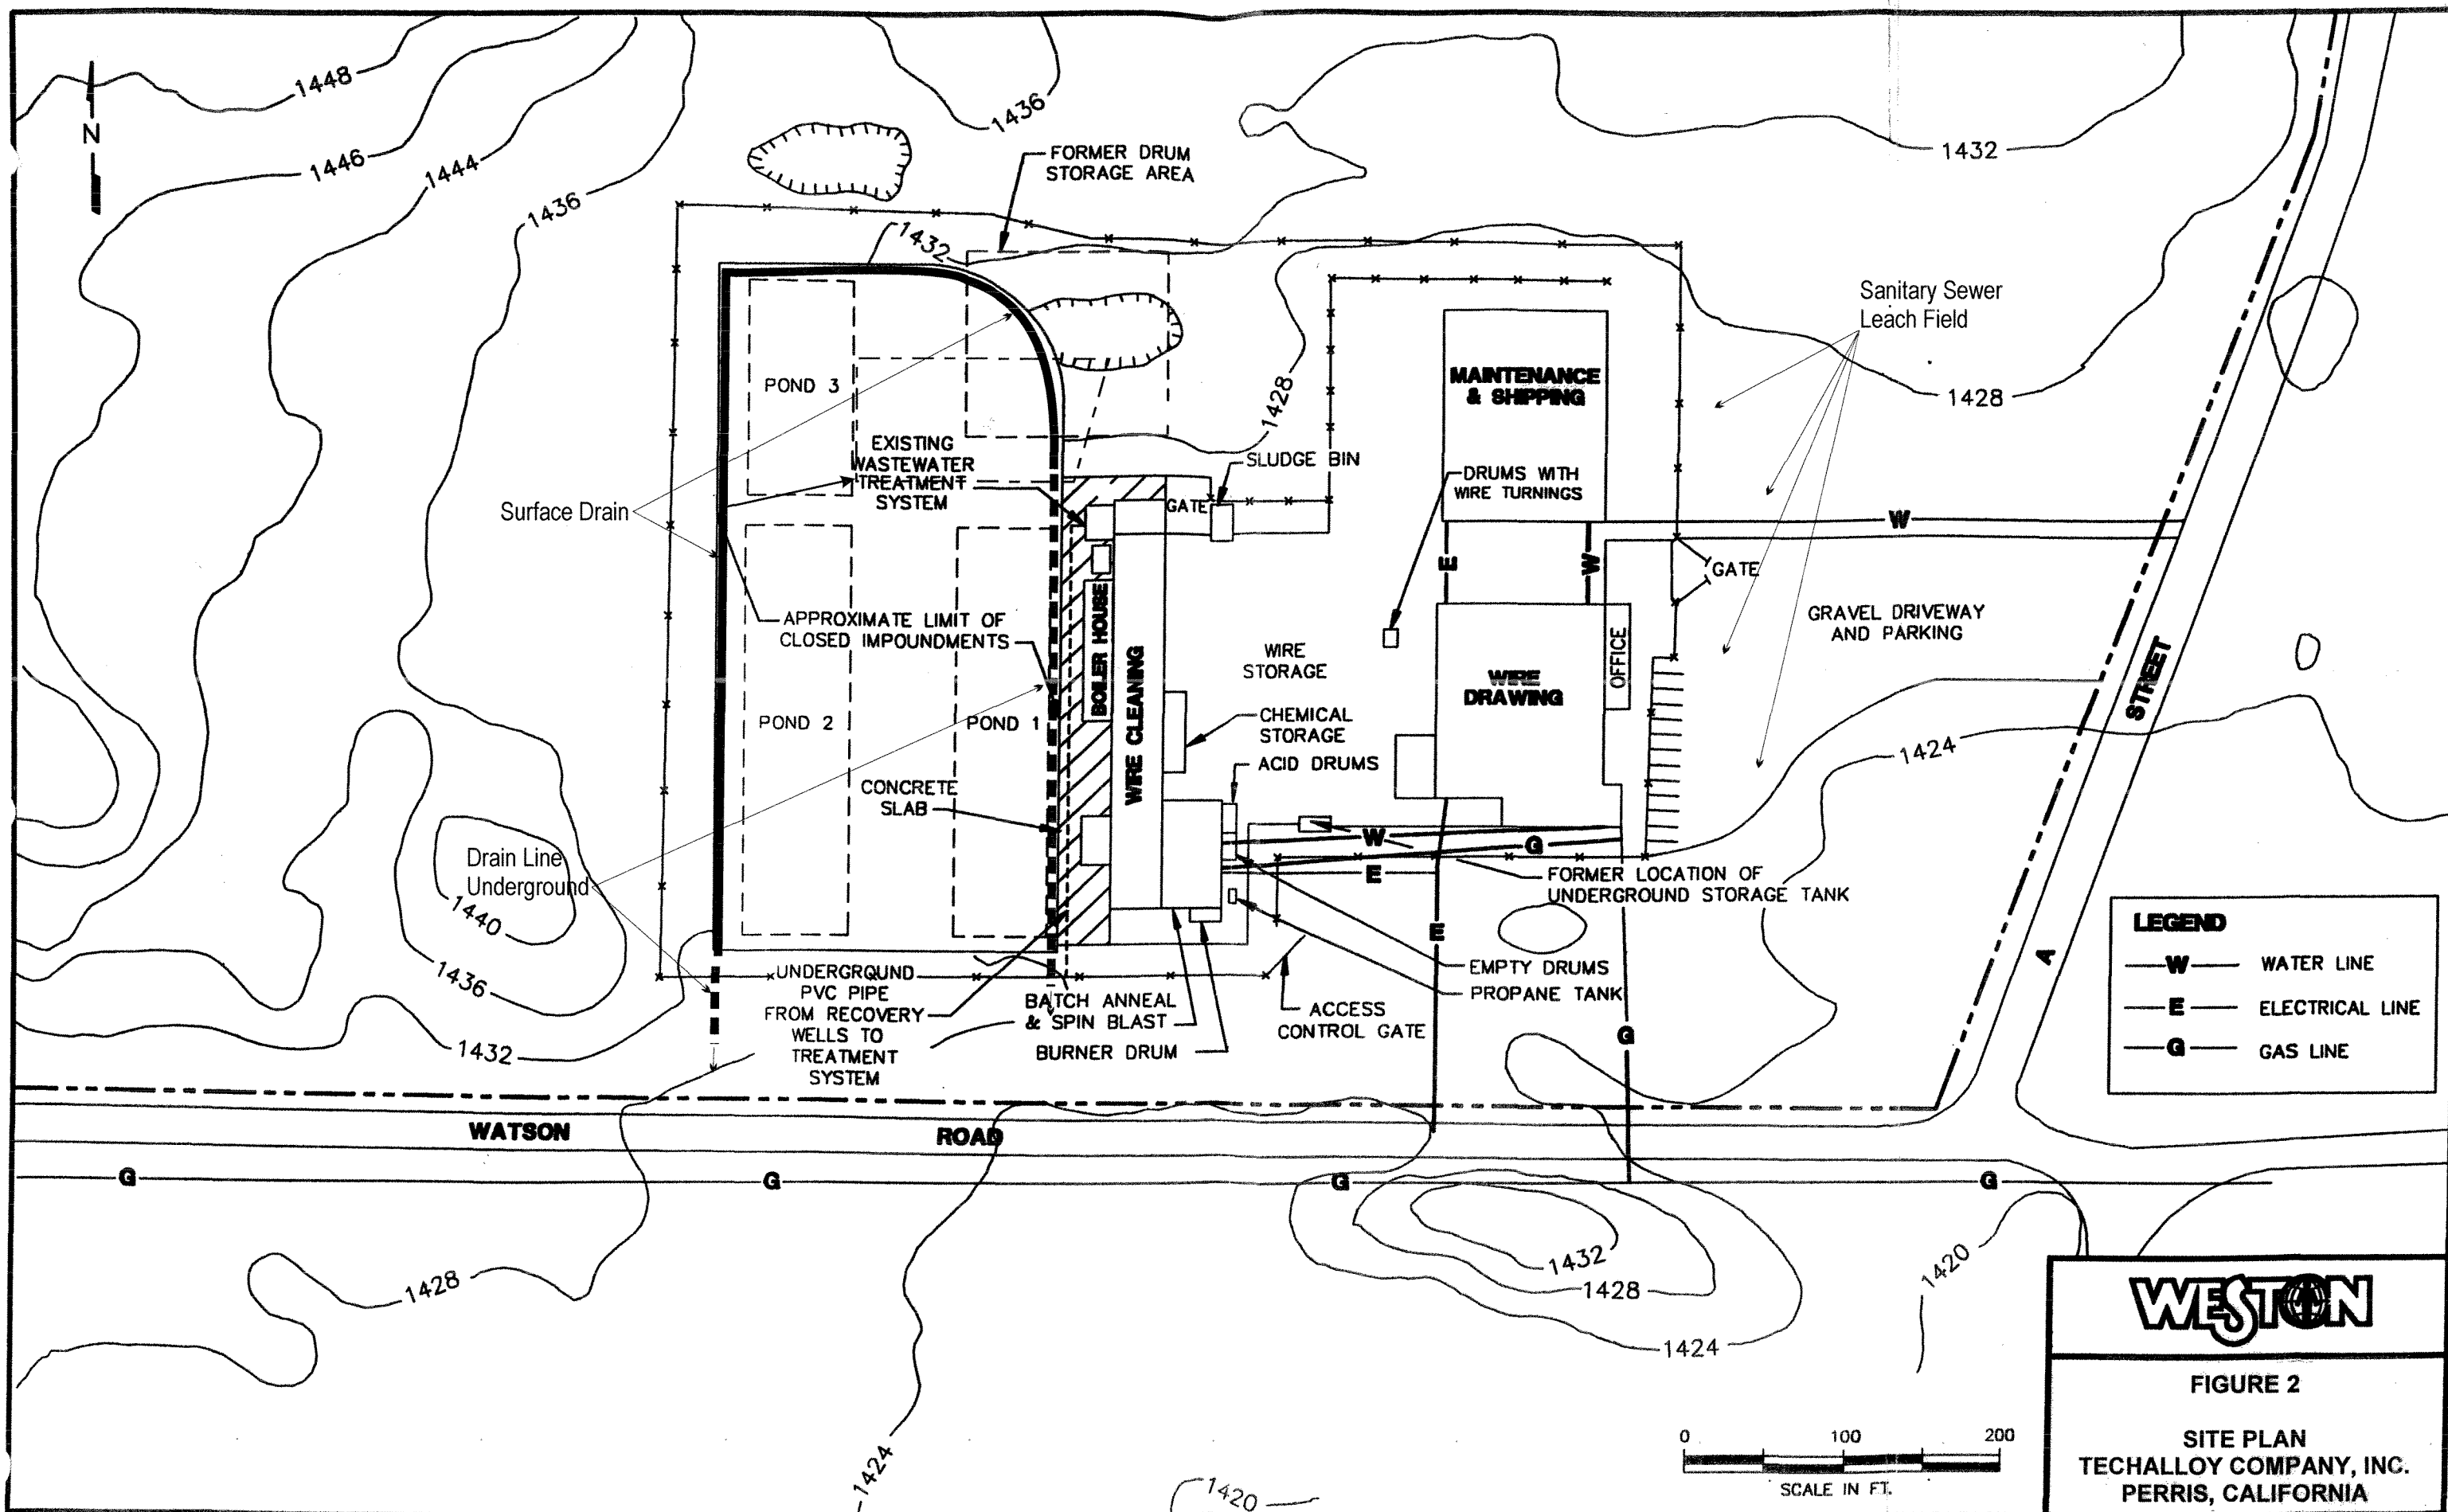 1448
1446
1444
1436
N
1436
FORMER DRUM
STORAGE AREA
1432
1432
Sanitary Sewer
Leach Field
POND 3
1428
MAINTENANCE
& SHIPPING
1428
EXISTING
WASTEWATER
TREATMENT
SYSTEM
SLUDGE BIN
GATE
DRUMS WITH
WIRE TURNINGS
Surface Drain
W
E
W
GATE
APPROXIMATE LIMIT OF
CLOSED IMPOUNDMENTS
BOILER HOUSE
WIRE CLEANING
WIRE
STORAGE
WIRE
DRAWING
OFFICE
GRAVEL DRIVEWAY
AND PARKING
A STREET
POND 2
POND 1
CHEMICAL
STORAGE
ACID DRUMS
1424
CONCRETE
SLAB
Drain Line
Underground
1440
1436
1432
W
G
E
FORMER LOCATION OF
UNDERGROUND STORAGE TANK
E
G
EMPTY DRUMS
PROPANE TANK
UNDERGRQUND
PVC PIPE
FROM RECOVERY
WELLS TO
TREATMENT
SYSTEM
BATCH ANNEAL
& SPIN BLAST
BURNER DRUM
ACCESS
CONTROL GATE
LEGEND
W WATER LINE
E ELECTRICAL LINE
G GAS LINE
WATSON ROAD
G
G
G
G
1428
1432
1428
1424
1420
1424
1420
0 100 200
SCALE IN FT.
WESTON
FIGURE 2
SITE PLAN
TECHALLOY COMPANY, INC.
PERRIS, CALIFORNIA